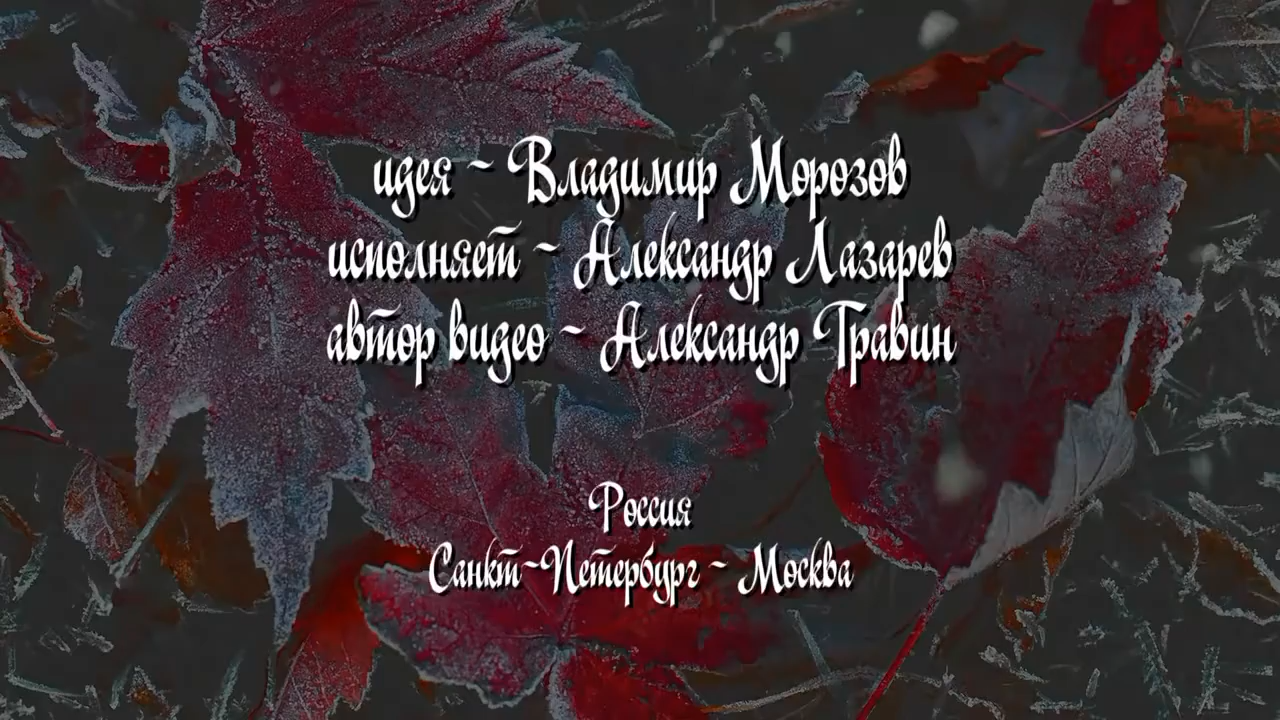 идея ~ Владимир Морозов
исполняет ~ Александр Лазарев
автор видео ~ Александр Травин
Россия
Санкт-Петербург - Москва